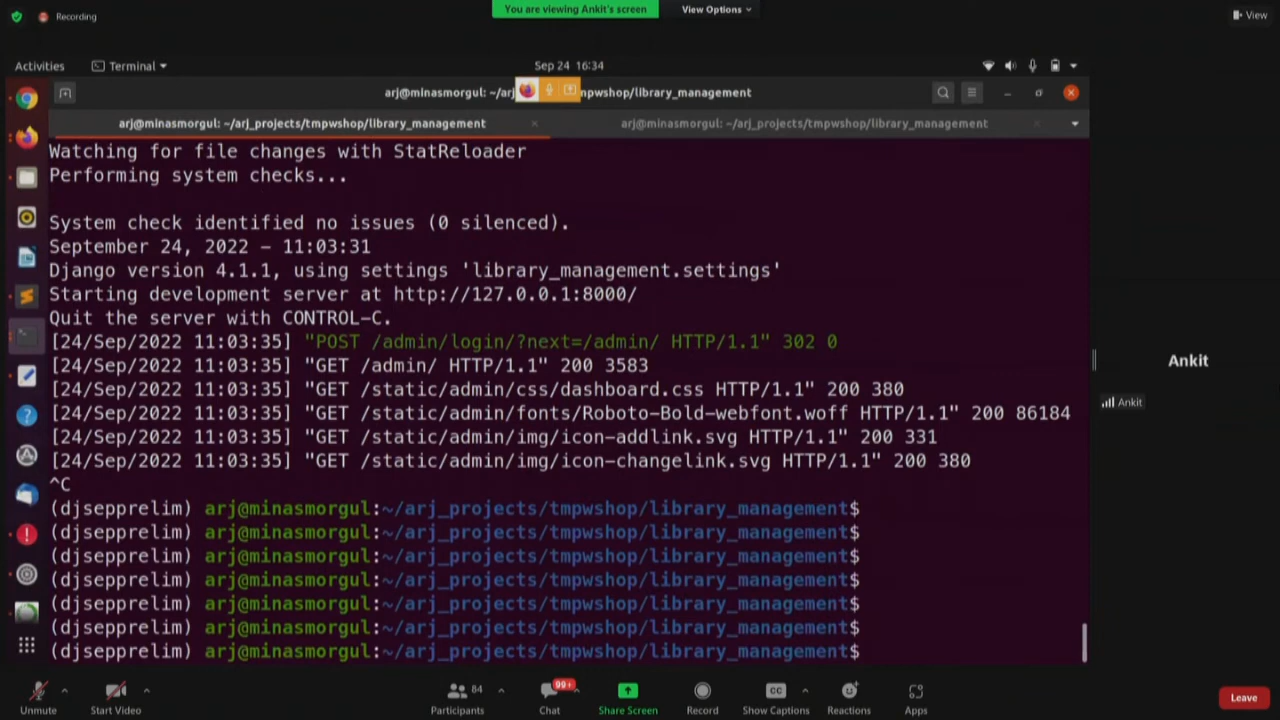 Recording
You are viewing Ankit's screen
View Options
View
Activities
Terminal
Sep 24 16:34
arj@minasmorgul: ~/arj
mpwshop/library_management
arj@minasmorgul: ~/arj_projects/tmpwshop/library_management
arj@minasmorgul: ~/arj_projects/tmpwshop/library_management
Watching for file changes with StatReloader
Performing system checks...
System check identified no issues (0 silenced).
September 24, 2022 - 11:03:31
Django version 4.1.1, using settings 'library_management.settings'
Starting development server at http://127.0.0.1:8000/
Quit the server with CONTROL-C.
[24/Sep/2022 11:03:35] "POST /admin/login/?next=/admin/ HTTP/1.1" 302 0
[24/Sep/2022 11:03:35] "GET /admin/ HTTP/1.1" 200 3583
[24/Sep/2022 11:03:35] "GET /static/admin/css/dashboard.css HTTP/1.1" 200 380
[24/Sep/2022 11:03:35] "GET /static/admin/fonts/Roboto-Bold-webfont.woff HTTP/1.1" 200 86184
[24/Sep/2022 11:03:35] "GET /static/admin/img/icon-addlink.svg HTTP/1.1" 200 331
[24/Sep/2022 11:03:35] "GET /static/admin/img/icon-changelink.svg HTTP/1.1" 200 380
^C
(djsepprelim) arj@minasmorgul:~/arj_projects/tmpwshop/library_management$
(djsepprelim) arj@minasmorgul:~/arj_projects/tmpwshop/library_management$
(djsepprelim) arj@minasmorgul:~/arj_projects/tmpwshop/library_management$
(djsepprelim) arj@minasmorgul:~/arj_projects/tmpwshop/library_management$
(djsepprelim) arj@minasmorgul:~/arj_projects/tmpwshop/library_management$
(djsepprelim) arj@minasmorgul:~/arj_projects/tmpwshop/library_management$
(djsepprelim) arj@minasmorgul:~/arj_projects/tmpwshop/library_management$
Ankit
Ankit
Unmute
Start Video
84
Participants
99+
Chat
Share Screen
Record
CC
Show Captions
Reactions
Apps
Leave